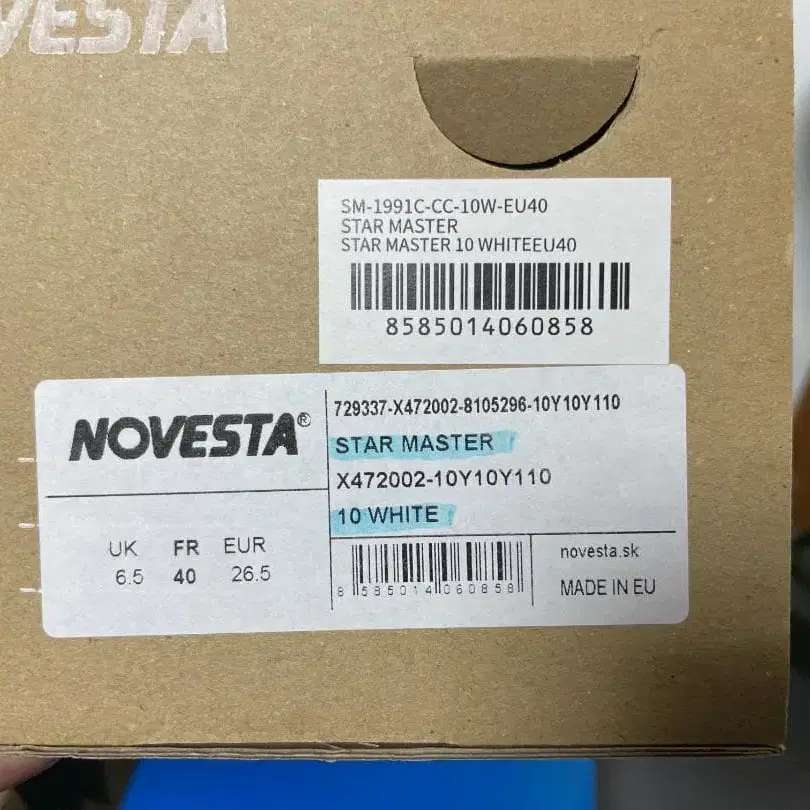 VESTA
SM-1991C-CC-10W-EU40
STAR MASTER
STAR MASTER 10 WHITEEU40
8585014060858
NOVESTA®
729337-X472002-8105296-10Y10Y110
STAR MASTER
X472002-10Y10Y110
10 WHITE
UK FR EUR
6.5 40 26.5
8 585014 060858
novesta.sk
MADE IN EU